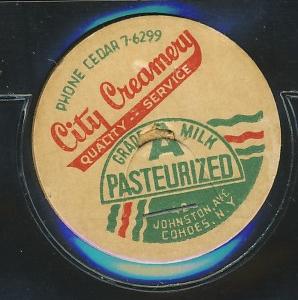 PHONE CEDAR 7-6299
City Creamery
QUALITY -:- SERVICE
GRADE A MILK
PASTEURIZED
JOHNSTON AVE
COHOES, N.Y.